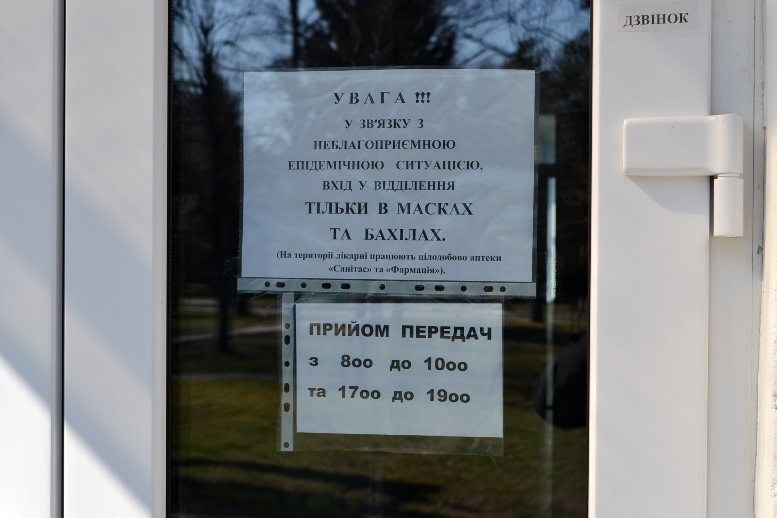 ДЗВІНОК
УВАГА !!!
У ЗВ'ЯЗКУ З
НЕБЛАГОПРИЄМНОЮ
ЕПІДЕМІЧНОЮ СИТУАЦІЄЮ,
ВХІД У ВІДДІЛЕННЯ
ТІЛЬКИ В МАСКАХ
ТА БАХІЛАХ.
(На території лікарні працюють цілодобово аптеки
«Санітас» та «Фармація»).
ПРИЙОМ ПЕРЕДАЧ
з 8оо до 10оо
та 17оо до 19оо